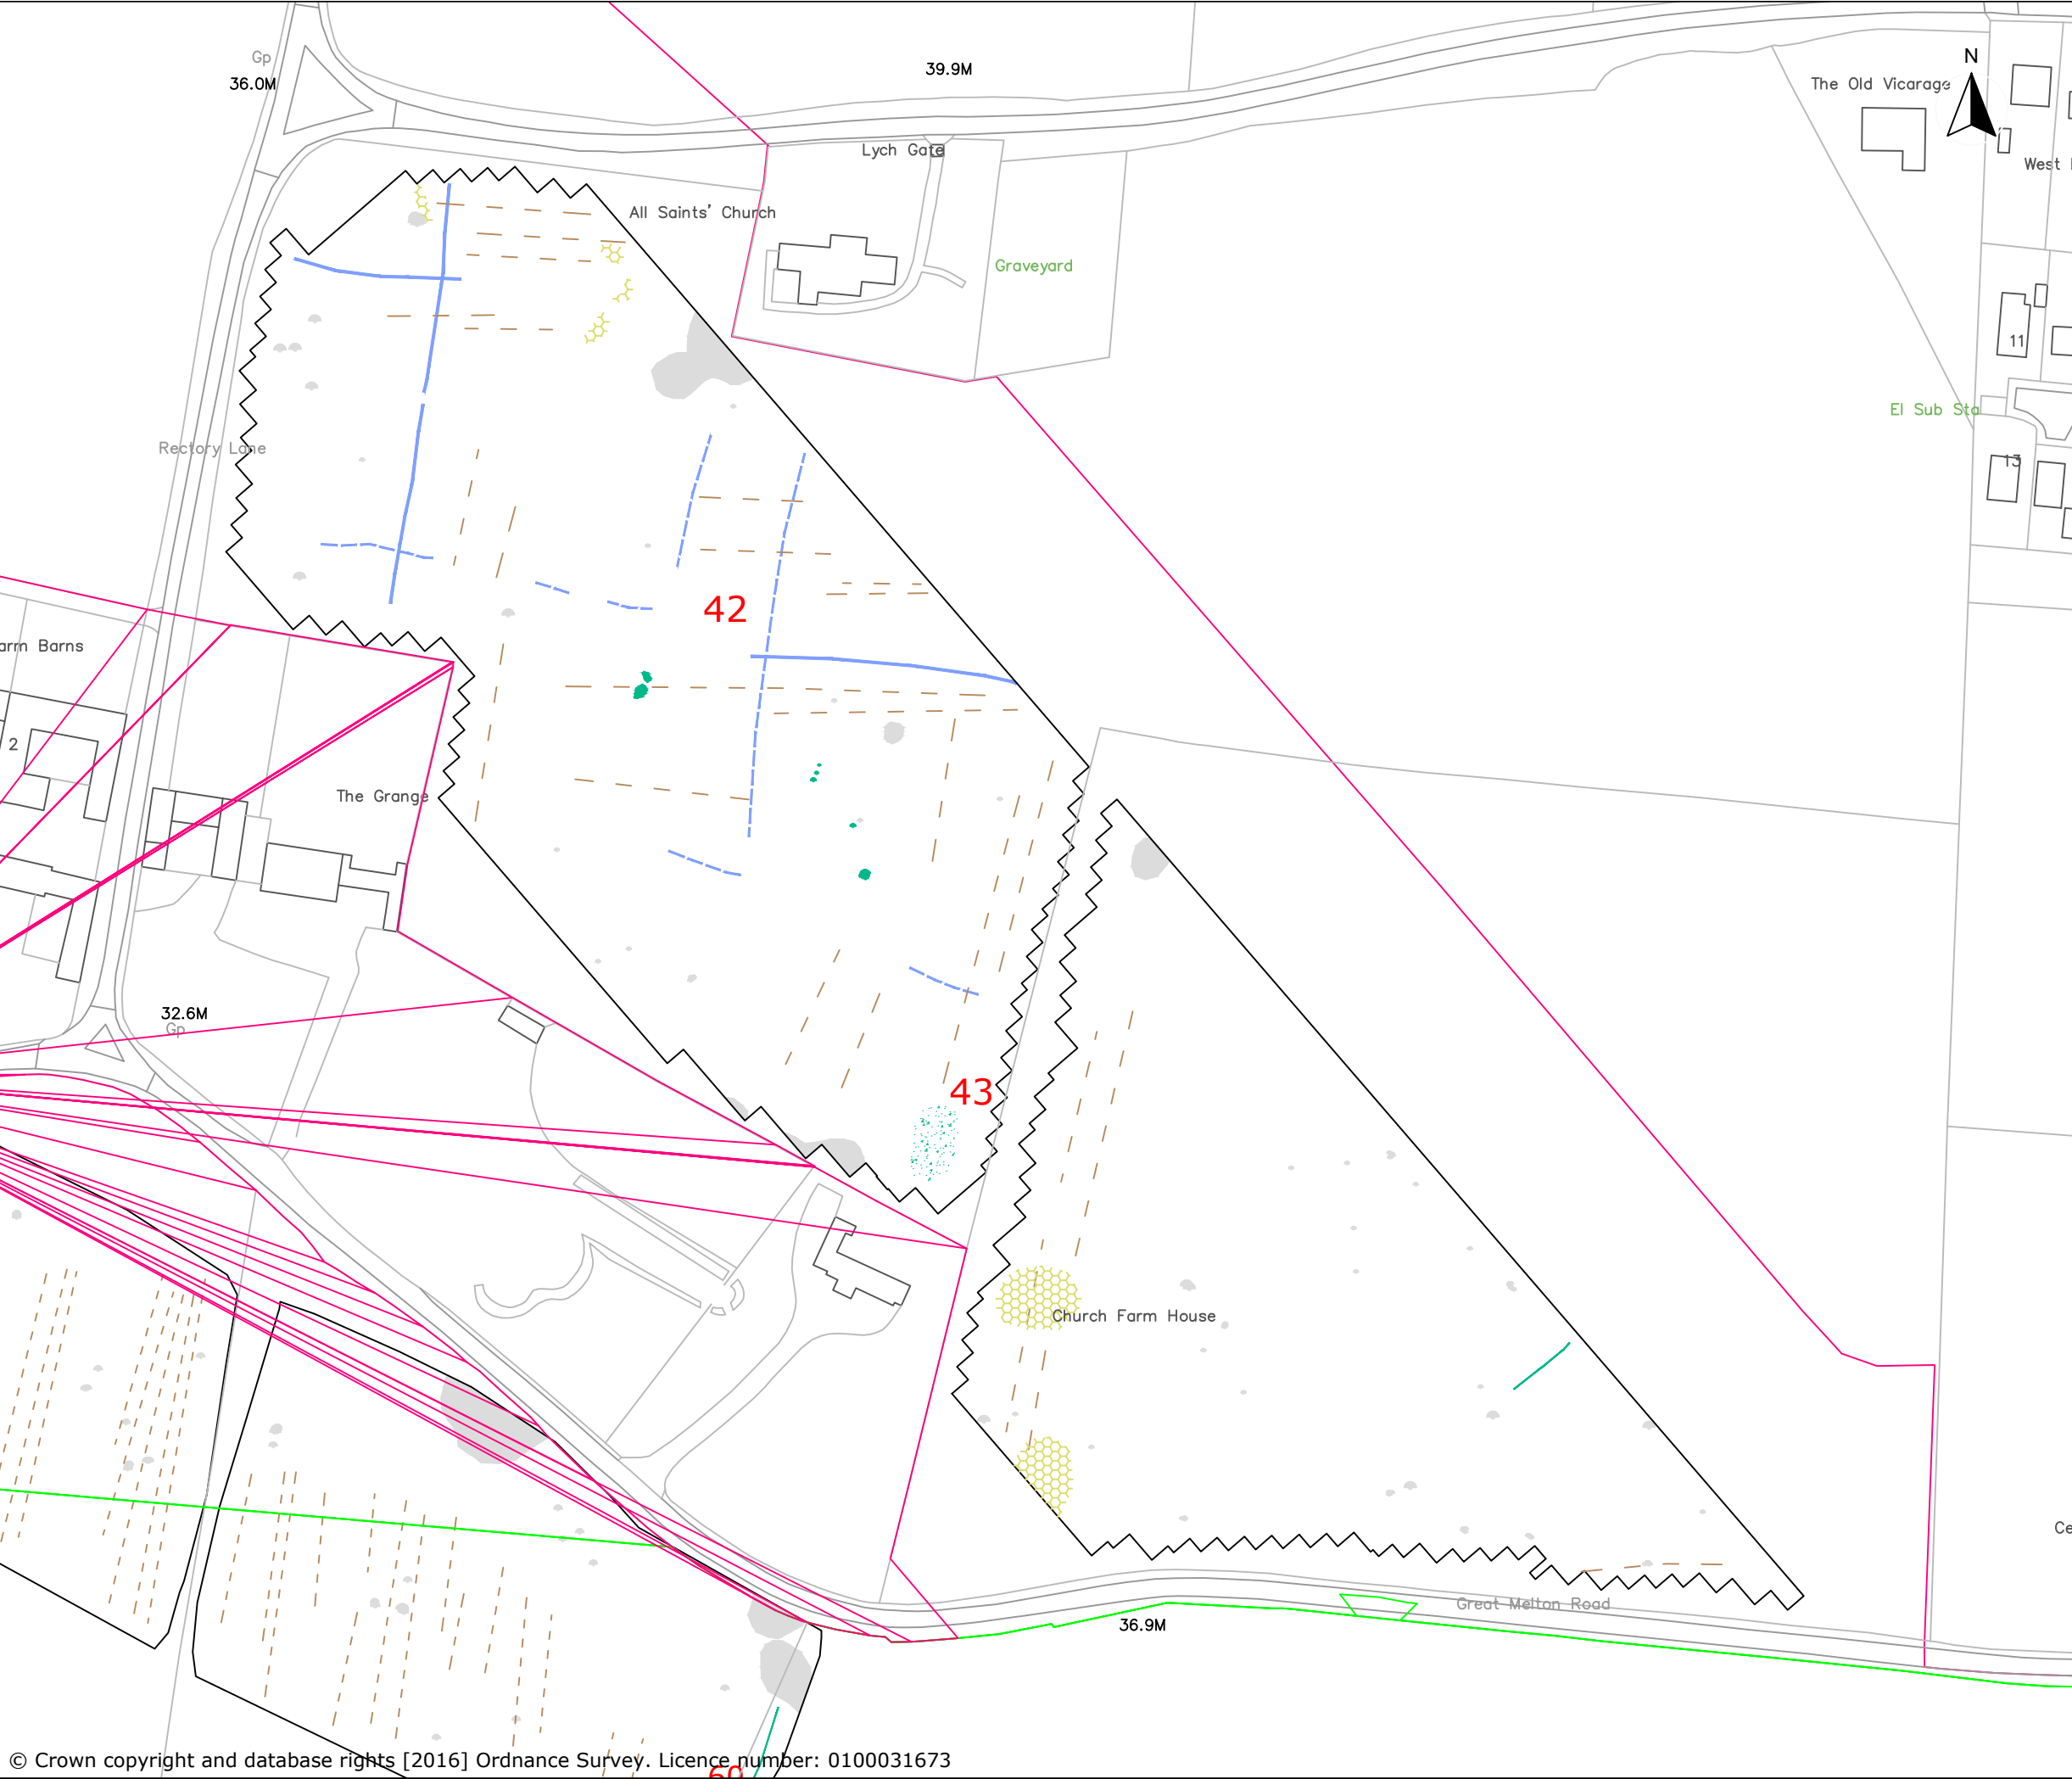 Gp
36.0M
39.9M
N
The Old Vicarage
Lych Gate
West
All Saints' Church
Graveyard
11
El Sub Sta
Rectory Lane
13
42
arm Barns
2
The Grange
32.6M
Gp
43
Church Farm House
Ce
Great Melton Road
36.9M
© Crown copyright and database rights [2016] Ordnance Survey. Licence number: 0100031673
60